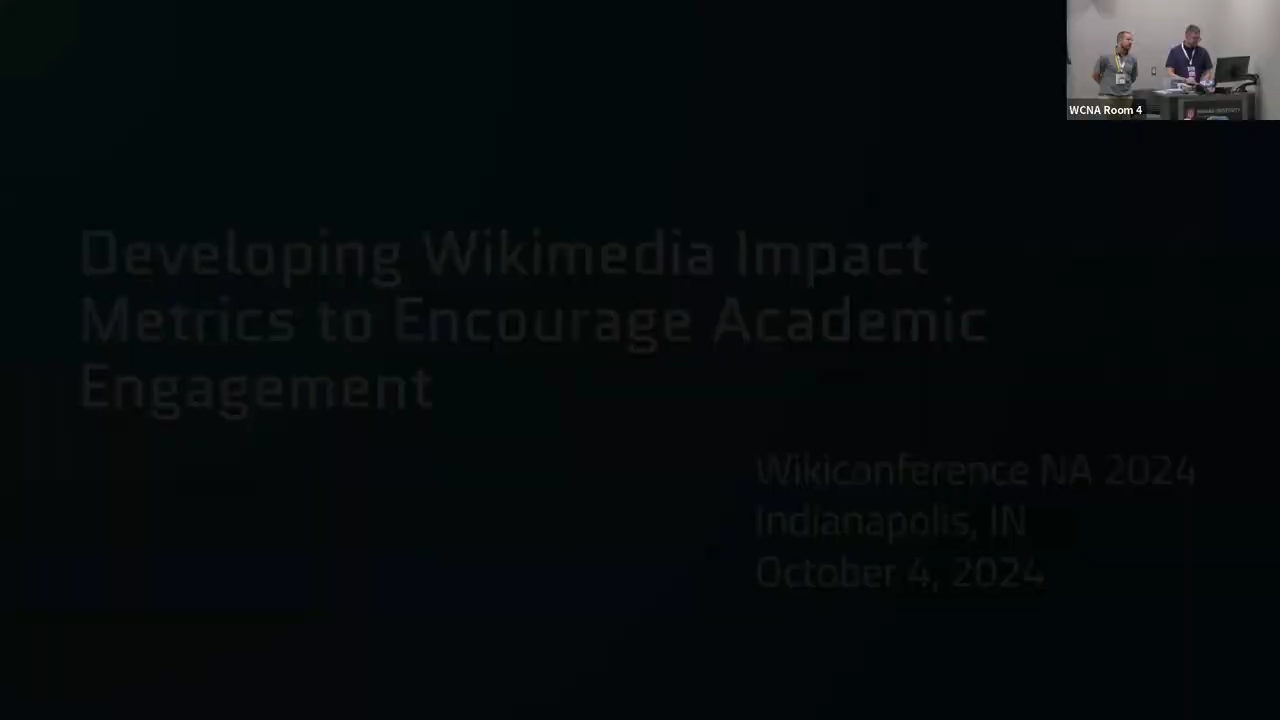 WCNA Room 4
Developing Wikimedia Impact
Metrics to Encourage Academic
Engagement
Wikiconference NA 2024
Indianapolis, IN
October 4, 2024